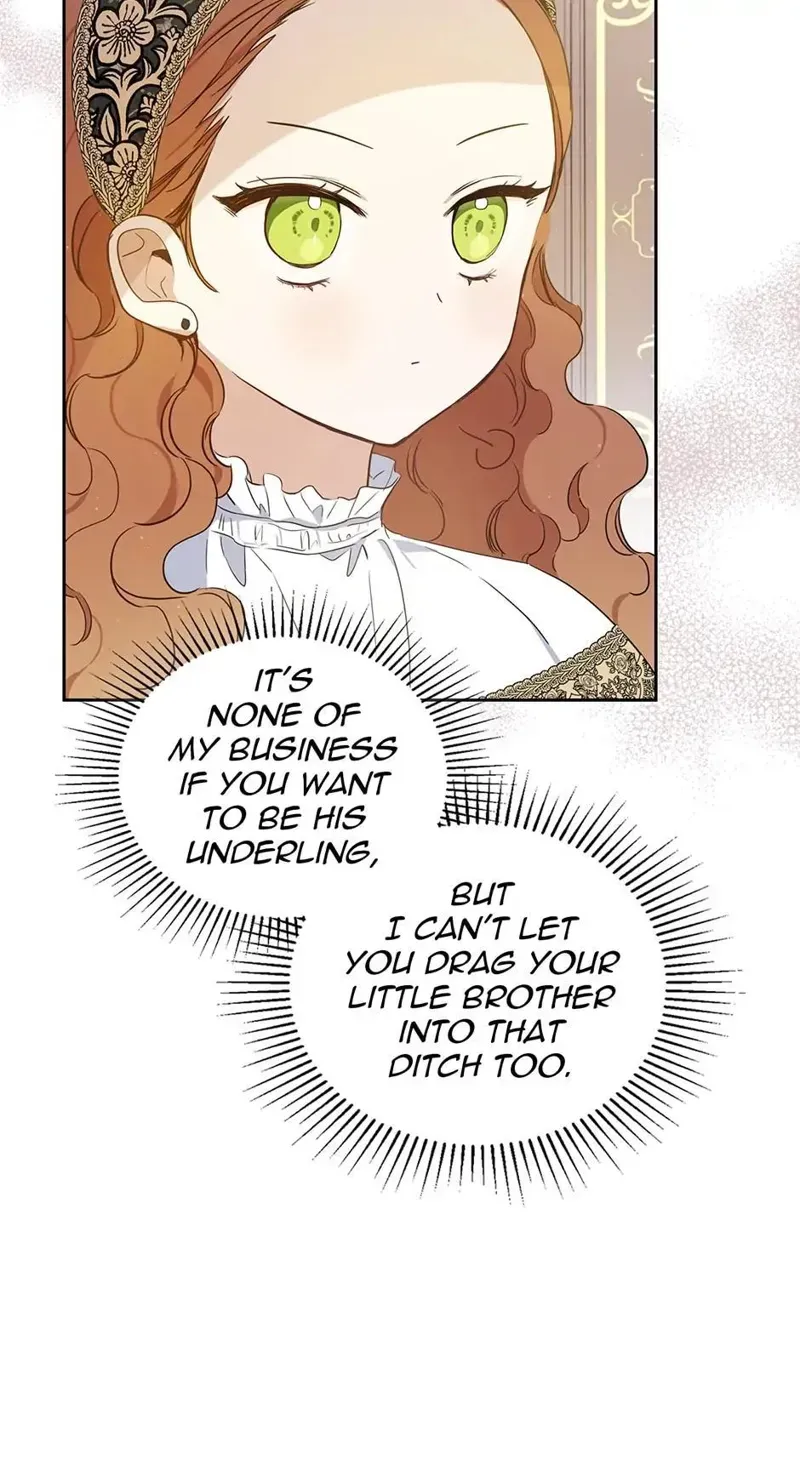 IT'S
NONE OF
MY BUSINESS
IF YOU WANT
TO BE HIS
UNDERLING,
BUT
I CAN'T LET
YOU DRAG YOUR
LITTLE BROTHER
INTO THAT
DITCH TOO.